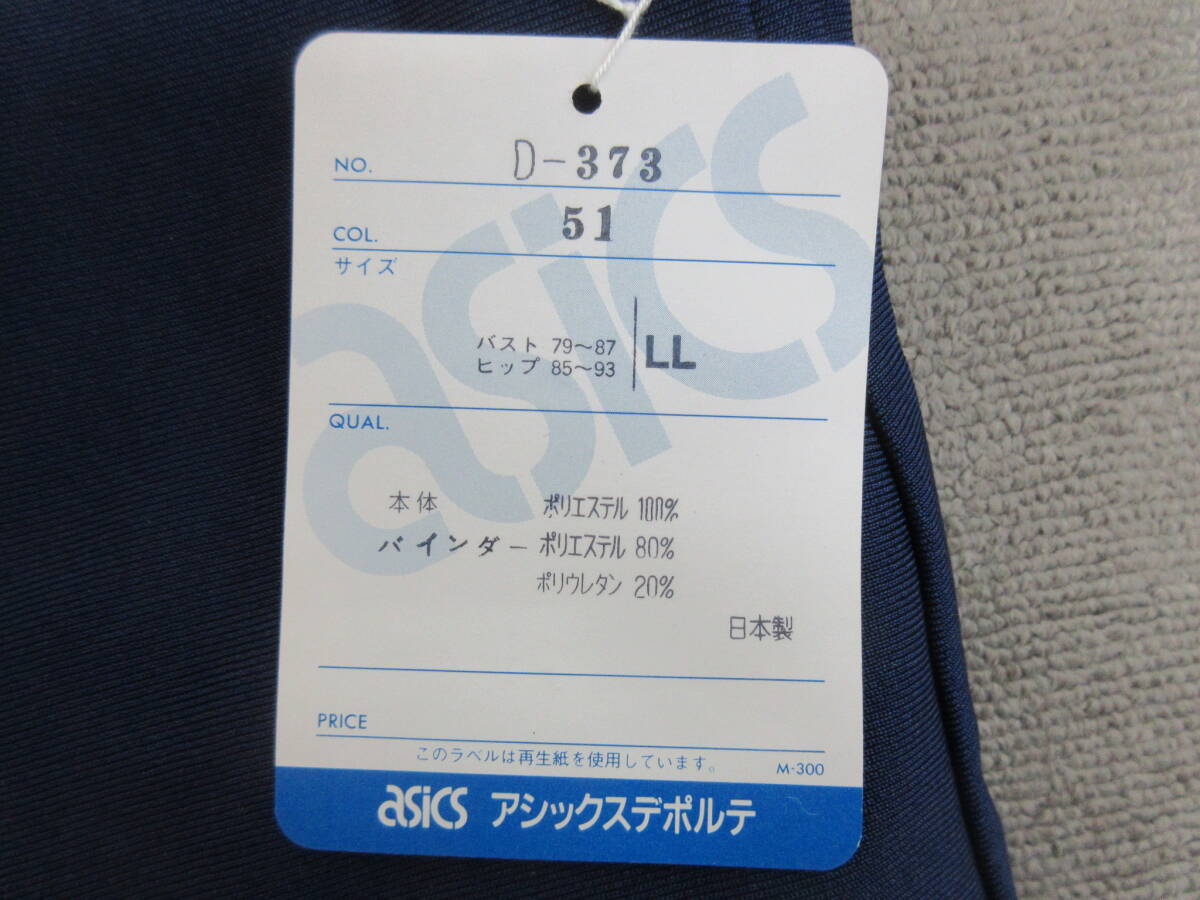 NO. D-373
COL. 51
サイズ
バスト 79～87
ヒップ 85～93
LL
QUAL.
本体 ポリエステル 100%
バインダー ポリエステル 80%
ポリウレタン 20%
日本製
PRICE
このラベルは再生紙を使用しています。 M-300
asics アシックスデポルテ
asics